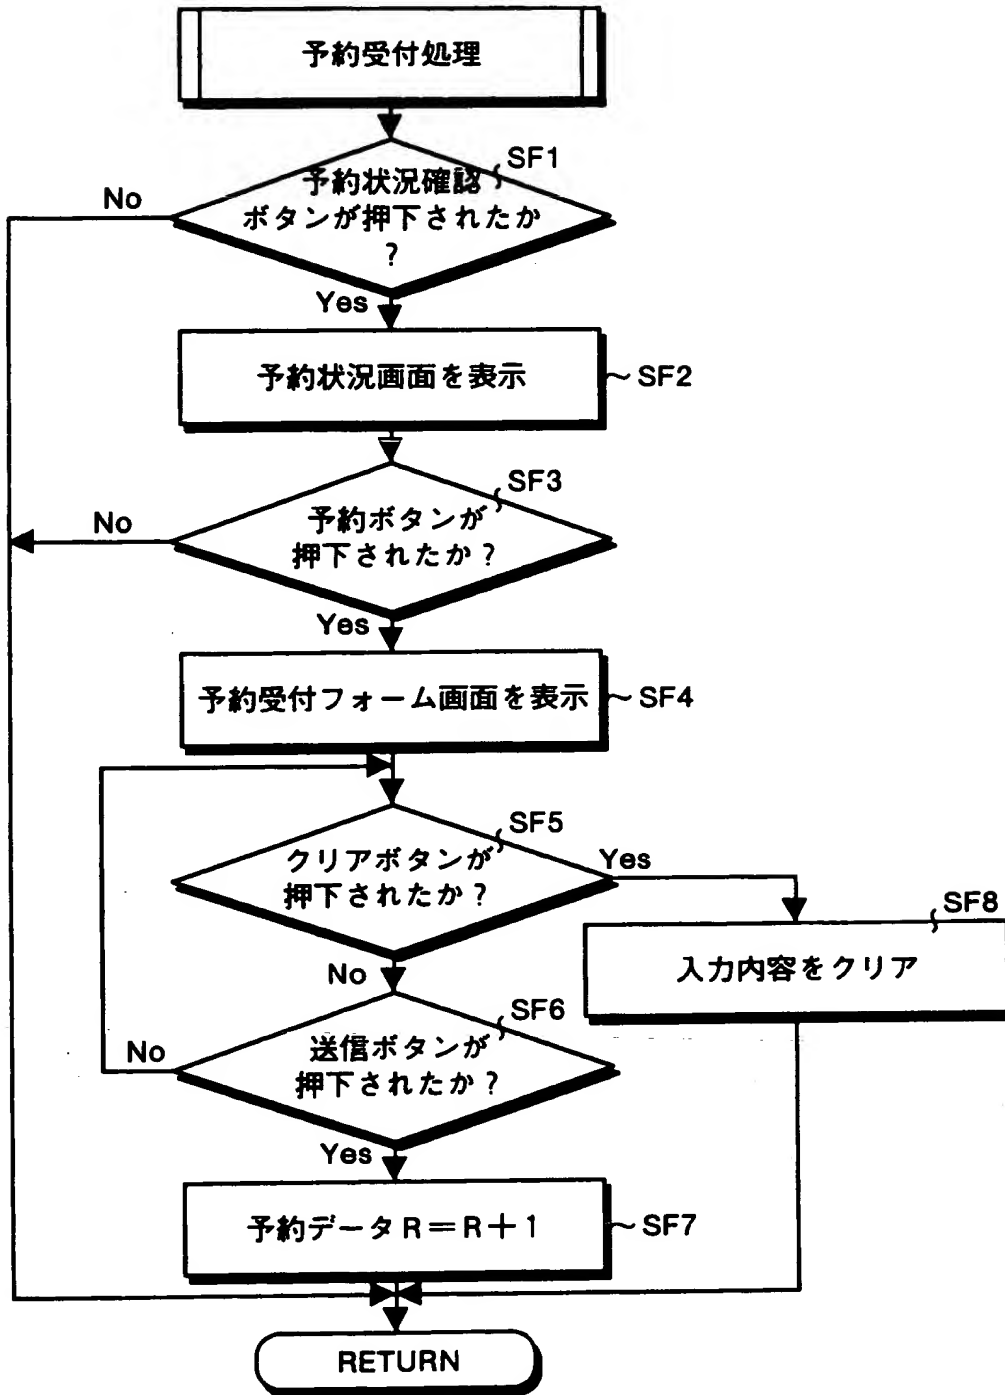 予約受付処理
SF1
予約状況確認
ボタンが押下されたか
?
No
Yes
予約状況画面を表示
SF2
SF3
予約ボタンが
押下されたか?
No
Yes
予約受付フォーム画面を表示
SF4
SF5
クリアボタンが
押下されたか?
Yes
No
SF8
入力内容をクリア
SF6
送信ボタンが
押下されたか?
No
Yes
予約データR=R+1
SF7
RETURN